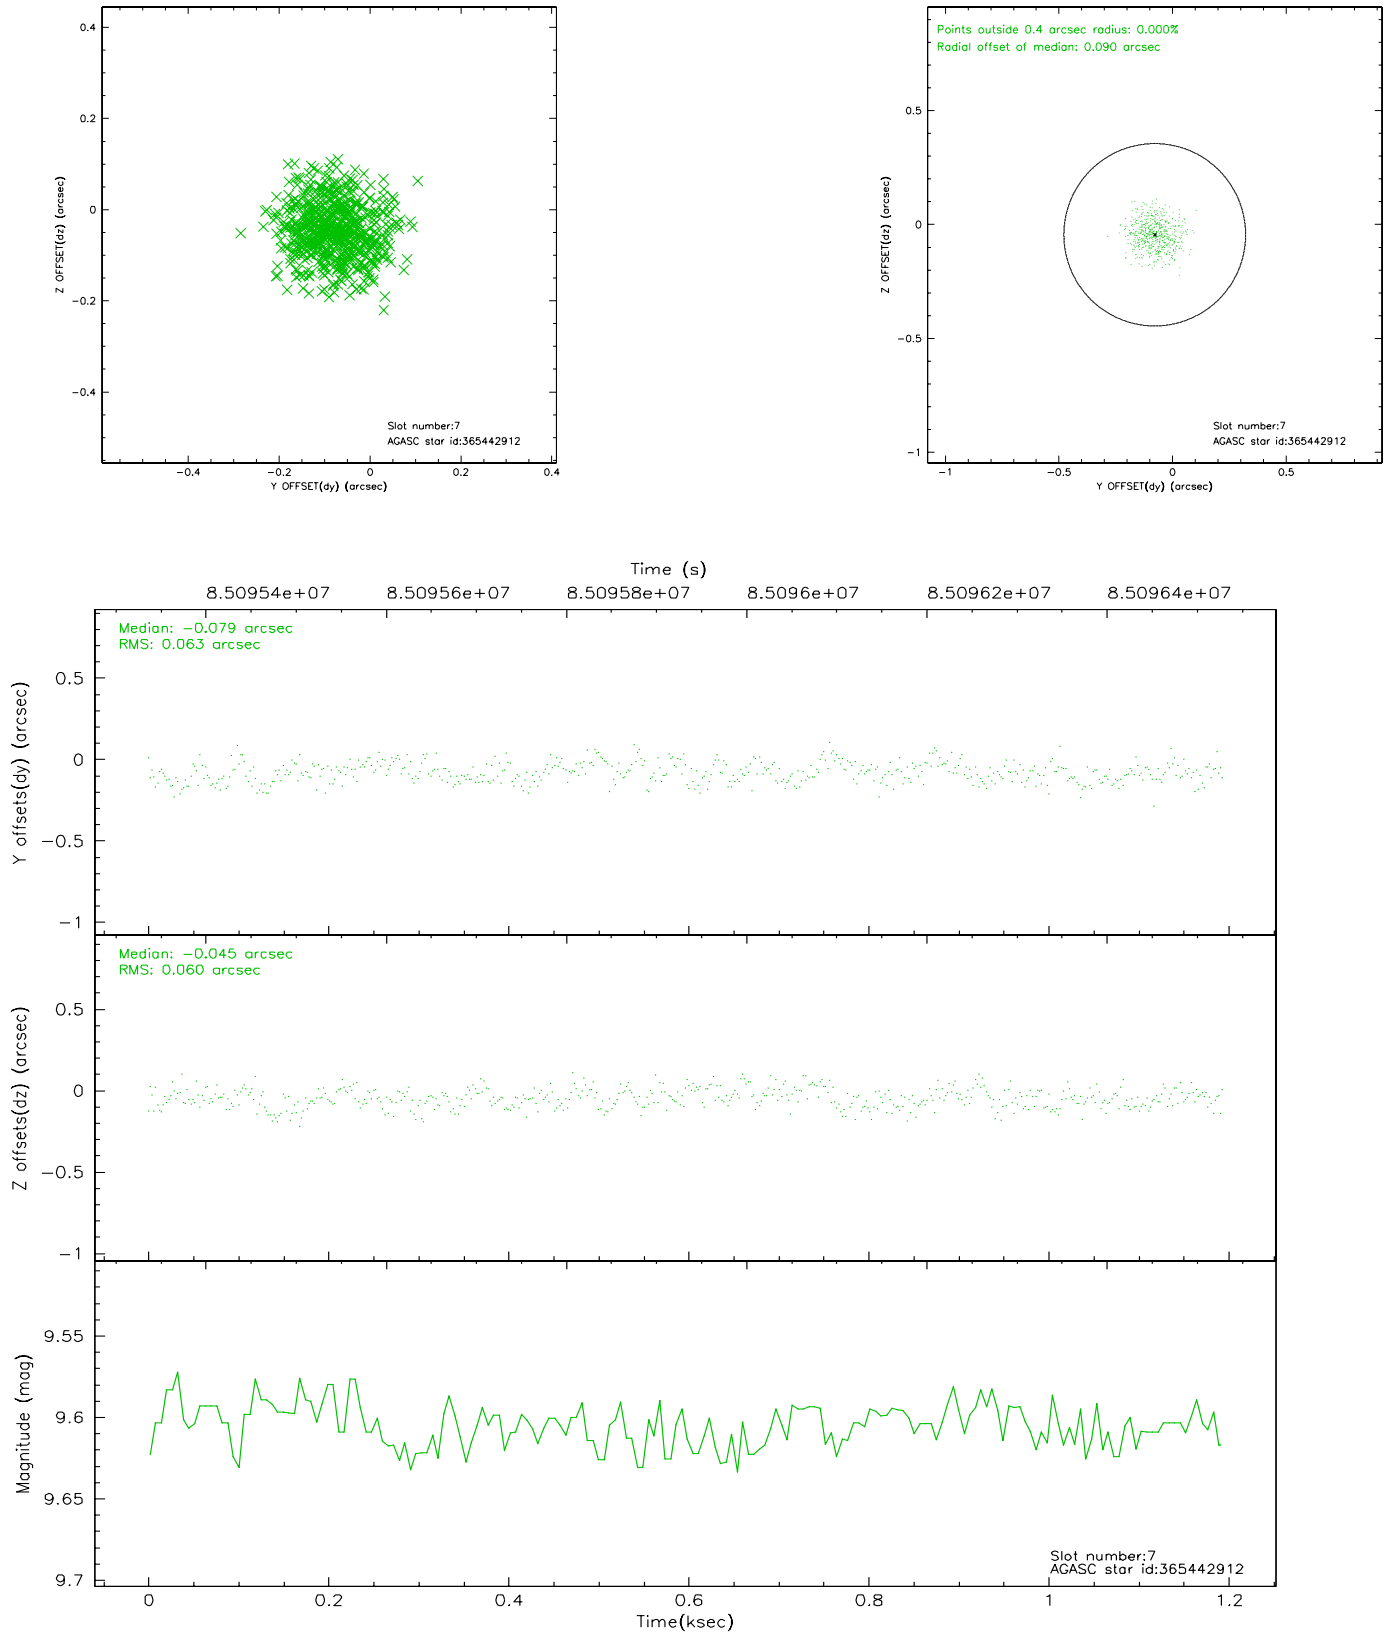 0.4
0.2
0
−0.2
−0.4
Z OFFSET(dz) (arcsec)
Slot number:7
AGASC star id:365442912
−0.4 −0.2 0 0.2 0.4
Y OFFSET(dy) (arcsec)
Points outside 0.4 arcsec radius: 0.000%
Radial offset of median: 0.090 arcsec
0.5
0
−0.5
−1
Z OFFSET(dz) (arcsec)
Slot number:7
AGASC star id:365442912
−1 −0.5 0 0.5
Y OFFSET(dy) (arcsec)
Time (s)
8.50954e+07 8.50956e+07 8.50958e+07 8.5096e+07 8.50962e+07 8.50964e+07
Median: −0.079 arcsec
RMS: 0.063 arcsec
0.5
0
−0.5
−1
Y offsets(dy) (arcsec)
Median: −0.045 arcsec
RMS: 0.060 arcsec
0.5
0
−0.5
−1
Z offsets(dz) (arcsec)
9.55
9.6
9.65
9.7
Magnitude (mag)
Slot number:7
AGASC star id:365442912
0 0.2 0.4 0.6 0.8 1 1.2
Time(ksec)